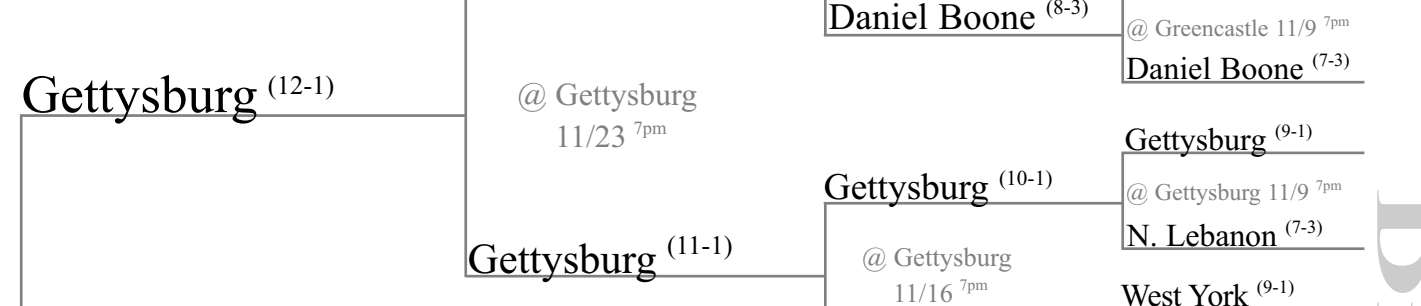 Daniel Boone (8-3)
@ Greencastle 11/9 7pm
Daniel Boone (7-3)
Gettysburg (12-1)
@ Gettysburg
11/23 7pm
Gettysburg (9-1)
Gettysburg (10-1)
@ Gettysburg 11/9 7pm
N. Lebanon (7-3)
Gettysburg (11-1)
@ Gettysburg
11/16 7pm
West York (9-1)